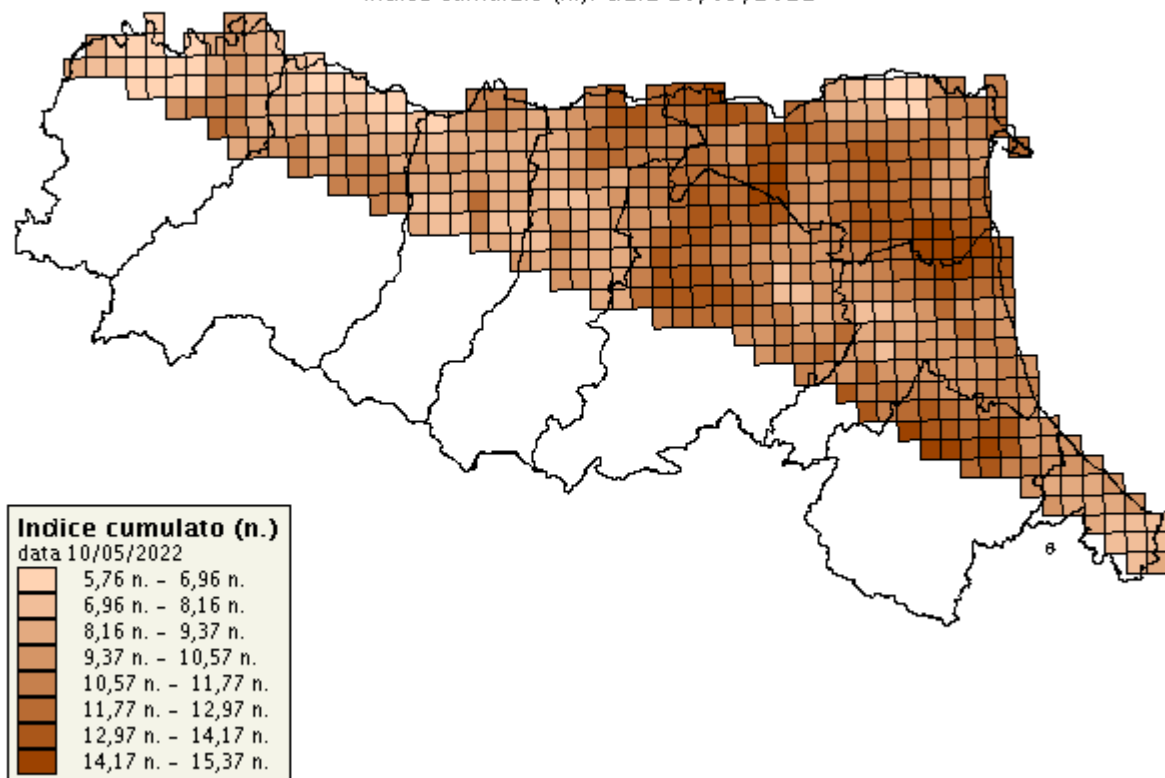 Indice cumulato (n.)
data 10/05/2022
5,76 n. - 6,96 n.
6,96 n. - 8,16 n.
8,16 n. - 9,37 n.
9,37 n. - 10,57 n.
10,57 n. - 11,77 n.
11,77 n. - 12,97 n.
12,97 n. - 14,17 n.
14,17 n. - 15,37 n.